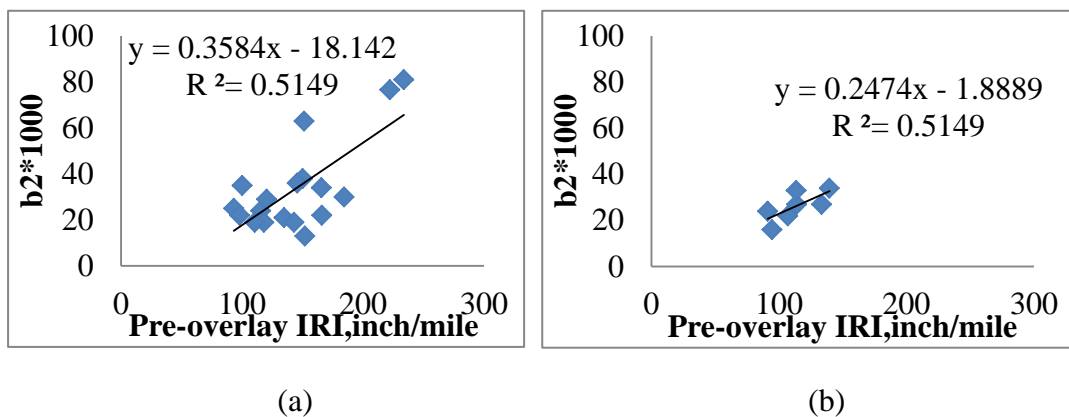 100
80
60
40
20
0
b2*1000
y = 0.3584x - 18.142
R ²= 0.5149
0 100 200 300
Pre-overlay IRI,inch/mile
(a)
100
80
60
40
20
0
b2*1000
y = 0.2474x - 1.8889
R ²= 0.5149
0 100 200 300
Pre-overlay IRI,inch/mile
(b)